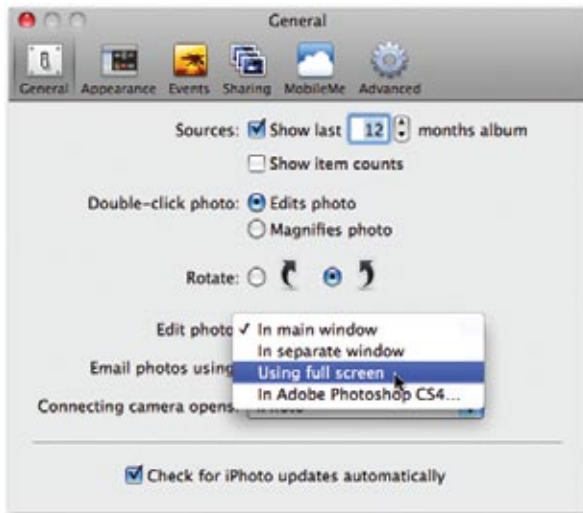 General
General Appearance Events Sharing MobileMe Advanced
Sources: Show last 12 months album
Show item counts
Double-click photo: Edits photo
Magnifies photo
Rotate:
Edit photo ✓ In main window
In separate window
Email photos using
Using full screen
In Adobe Photoshop CS4...
Connecting camera opens:
Check for iPhoto updates automatically